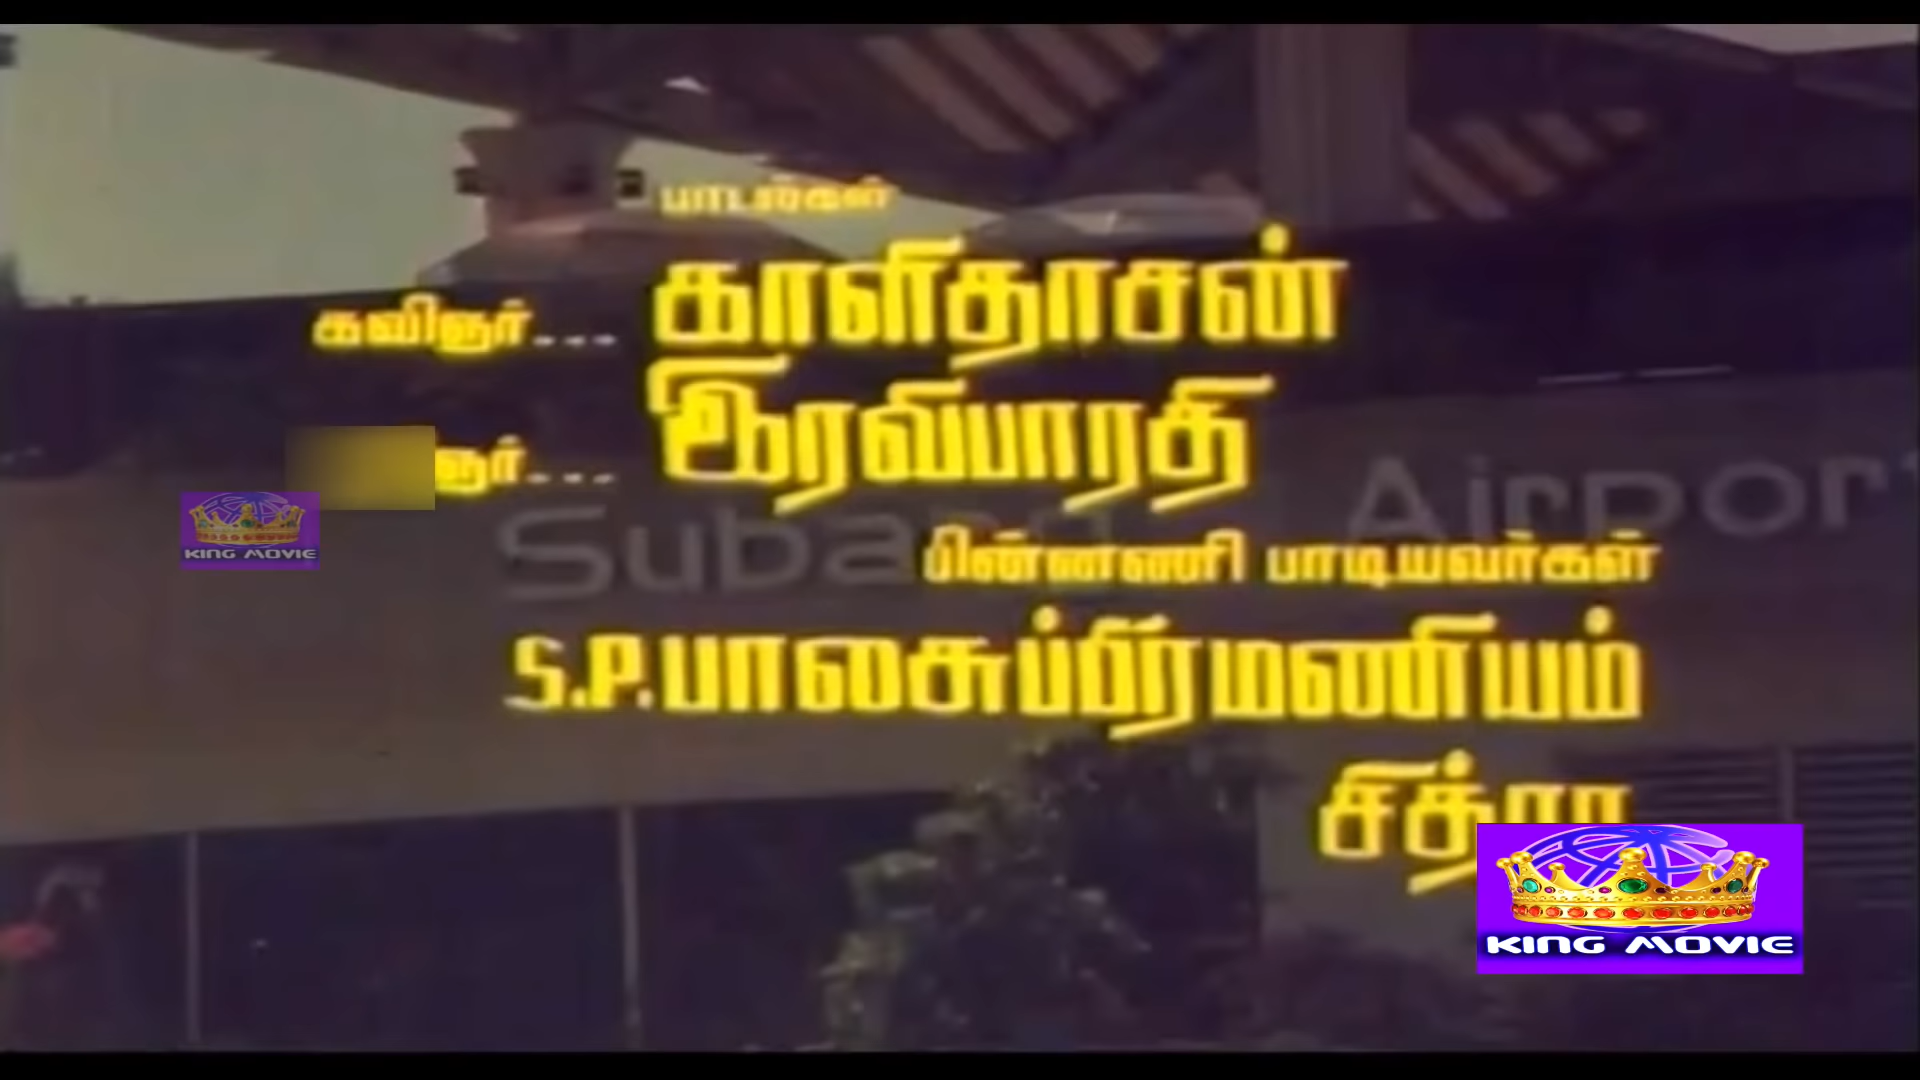 பாடல்கள்
கவிஞர்... காளிதாசன்
ஞர்... இரவிபாரதி
Subang Airport
பின்னணி பாடியவர்கள்
S.P.பாலசுப்பிரமணியம்
சித்ரா
KING MOVIE
KING MOVIE